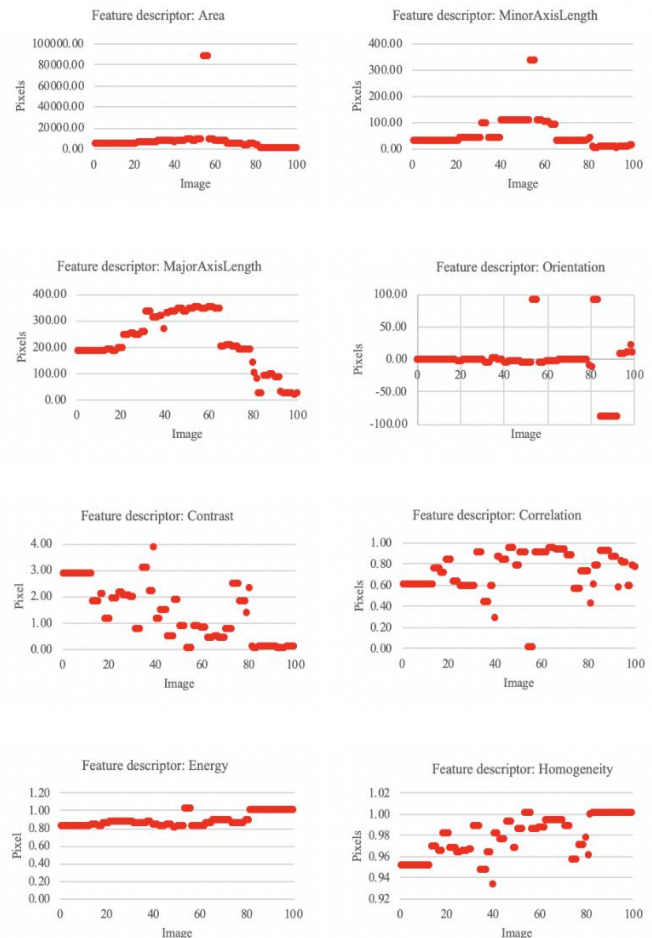 Feature descriptor: Area
Pixels
100000.00
80000.00
60000.00
40000.00
20000.00
0.00
0 20 40 60 80 100
Image
Feature descriptor: MinorAxisLength
Pixels
400.00
300.00
200.00
100.00
0.00
0 20 40 60 80 100
Image
Feature descriptor: MajorAxisLength
Pixels
400.00
300.00
200.00
100.00
0.00
0 20 40 60 80 100
Image
Feature descriptor: Orientation
Pixels
100.00
50.00
0.00
-50.00
-100.00
0 20 40 60 80 100
Image
Feature descriptor: Contrast
Pixel
4.00
3.00
2.00
1.00
0.00
0 20 40 60 80 100
Image
Feature descriptor: Correlation
Pixels
1.00
0.80
0.60
0.40
0.20
0.00
0 20 40 60 80 100
Image
Feature descriptor: Energy
Pixel
1.20
1.00
0.80
0.60
0.40
0.20
0.00
0 20 40 60 80 100
Image
Feature descriptor: Homogeneity
Pixel
1.02
1.00
0.98
0.96
0.94
0.92
0 20 40 60 80 100
Image